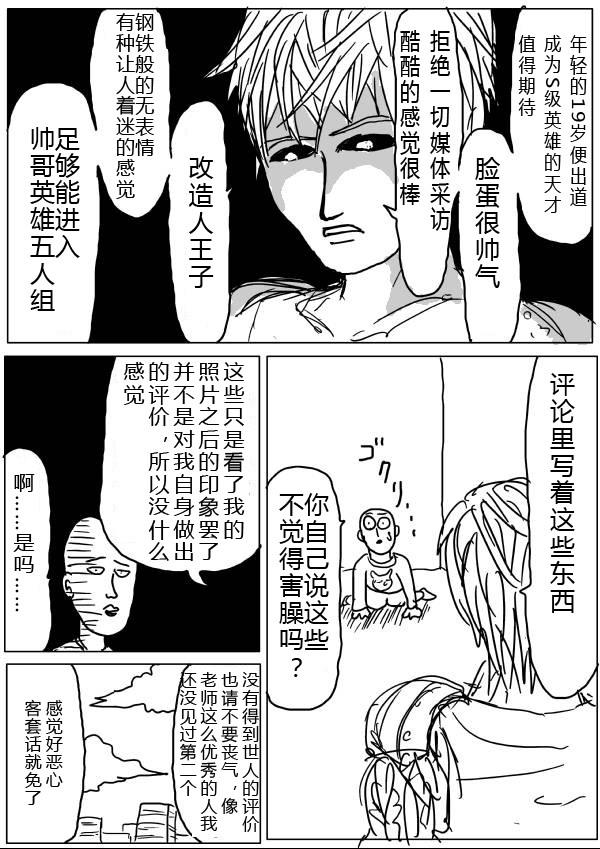 年轻的19岁便出道
成为S级英雄的天才
值得期待
脸蛋很帅气
拒绝一切媒体采访
酷酷的感觉很棒
改造人王子
钢铁般的无表情
有种让人着迷的感觉
足够能进入
帅哥英雄五人组
评论里写着这些东西
ゴクリ..
你自己说这些
不觉得害臊吗？
这些只是看了我的
照片之后的印象罢了
并不是对我自身做出
的评价，所以没什么
感觉
啊……是吗……
没有得到世人的评价
也请不要丧气，像
老师这么优秀的人我
还没见过第二个
感觉好恶心
客套话就免了